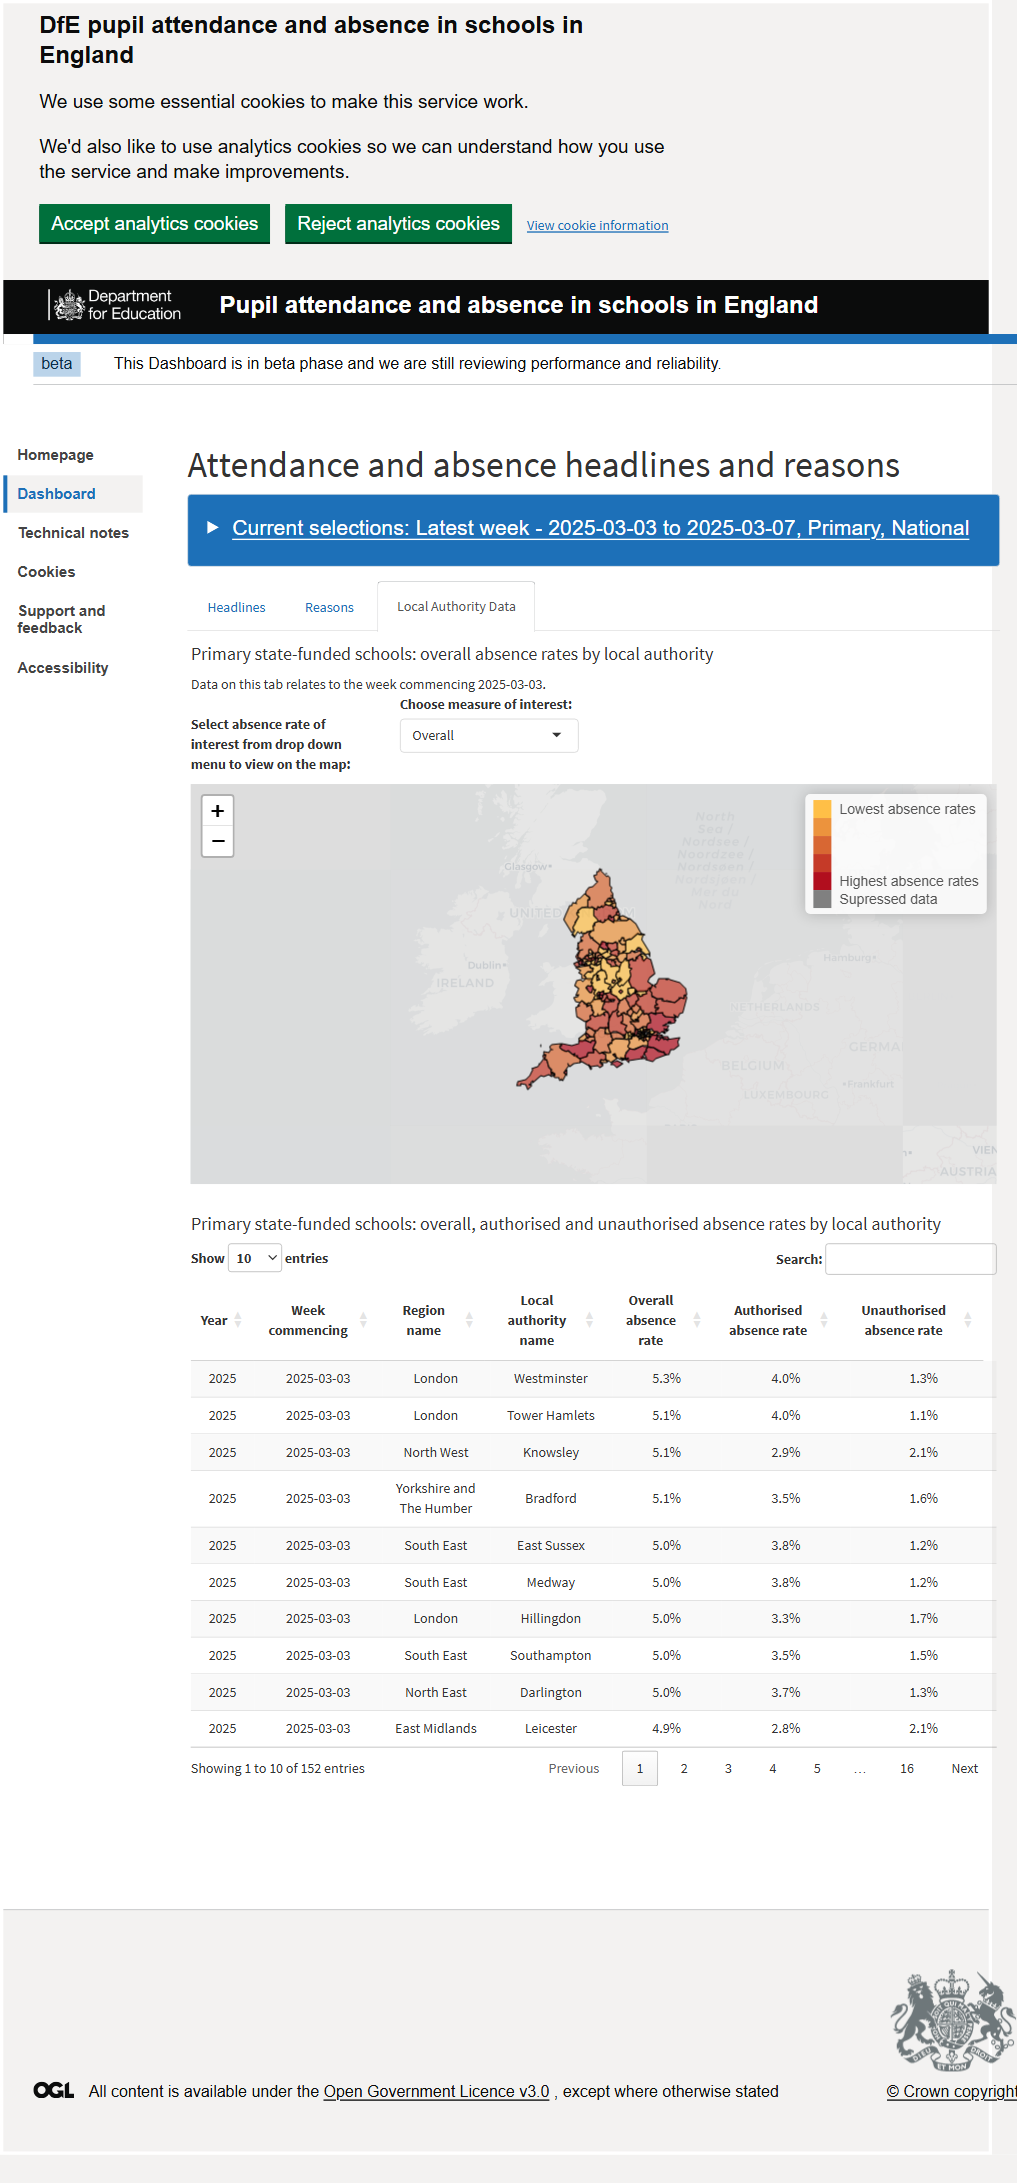 DfE pupil attendance and absence in schools in
England
We use some essential cookies to make this service work.
We'd also like to use analytics cookies so we can understand how you use
the service and make improvements.
Accept analytics cookies Reject analytics cookies View cookie information
Department
for Education
Pupil attendance and absence in schools in England
beta This Dashboard is in beta phase and we are still reviewing performance and reliability.
Homepage
Dashboard
Technical notes
Cookies
Support and
feedback
Accessibility
Attendance and absence headlines and reasons
Current selections: Latest week - 2025-03-03 to 2025-03-07, Primary, National
Headlines Reasons Local Authority Data
Primary state-funded schools: overall absence rates by local authority
Data on this tab relates to the week commencing 2025-03-03.
Select absence rate of
interest from drop down
menu to view on the map:
Choose measure of interest:
Overall
+
−
Lowest absence rates
Highest absence rates
Supressed data
North
Sea /
Nordsee /
Noordzee /
Nordsøen /
Nordsjøen /
Mer du
Nord
Glasgow
UNITED
Dublin
IRELAND
Hamburg
NETHERLANDS
GERMA
BELGIUM
Frankfurt
LUXEMBOURG
VIEN
AUSTRIA
Primary state-funded schools: overall, authorised and unauthorised absence rates by local authority
Show 10 entries Search:
Year Week commencing Region name Local authority name Overall absence rate Authorised absence rate Unauthorised absence rate
2025 2025-03-03 London Westminster 5.3% 4.0% 1.3%
2025 2025-03-03 London Tower Hamlets 5.1% 4.0% 1.1%
2025 2025-03-03 North West Knowsley 5.1% 2.9% 2.1%
2025 2025-03-03 Yorkshire and The Humber Bradford 5.1% 3.5% 1.6%
2025 2025-03-03 South East East Sussex 5.0% 3.8% 1.2%
2025 2025-03-03 South East Medway 5.0% 3.8% 1.2%
2025 2025-03-03 London Hillingdon 5.0% 3.3% 1.7%
2025 2025-03-03 South East Southampton 5.0% 3.5% 1.5%
2025 2025-03-03 North East Darlington 5.0% 3.7% 1.3%
2025 2025-03-03 East Midlands Leicester 4.9% 2.8% 2.1%
Showing 1 to 10 of 152 entries Previous 1 2 3 4 5 … 16 Next
OGL All content is available under the Open Government Licence v3.0 , except where otherwise stated
© Crown copyright